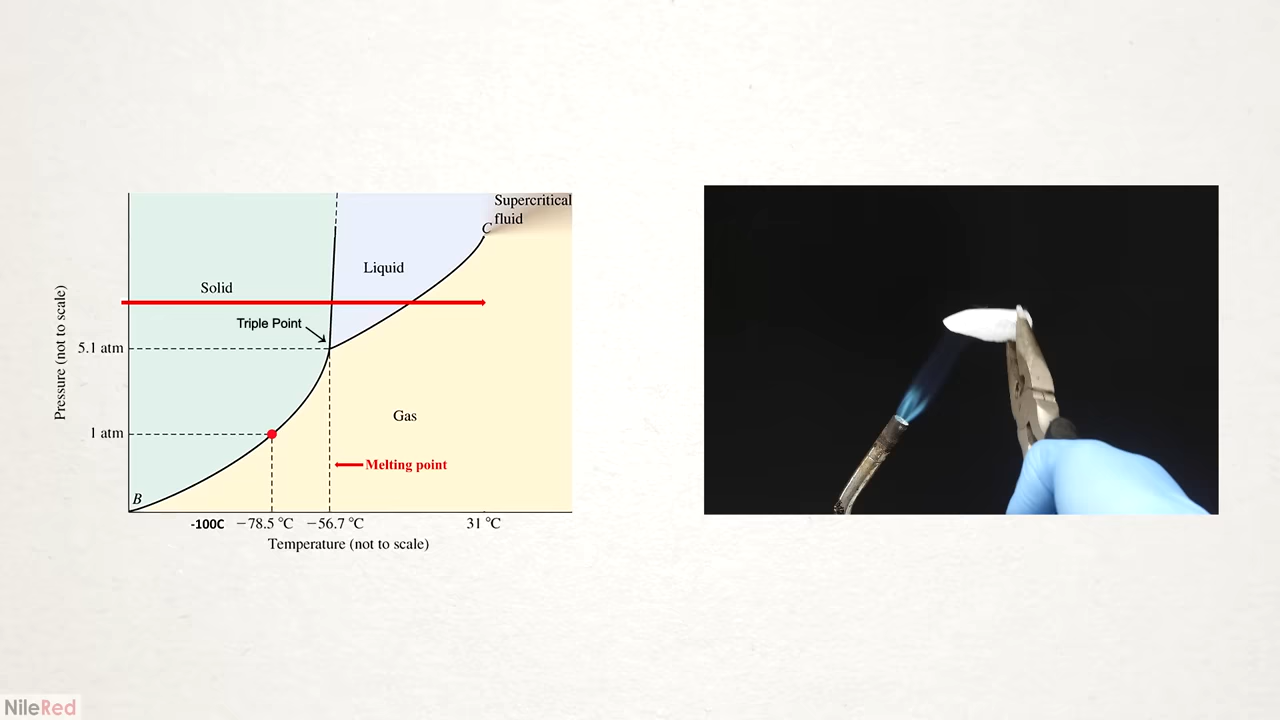 Supercritical
fluid
C
Liquid
Solid
Triple Point
5.1 atm
Pressure (not to scale)
Gas
1 atm
Melting point
B
-100C −78.5 °C −56.7 °C 31 °C
Temperature (not to scale)
NileRed